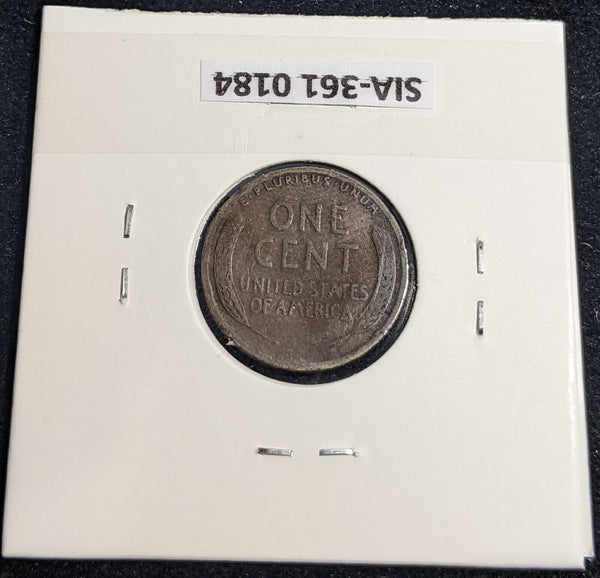 SIA-361 0184
E·PLURIBUS·UNUM
ONE
CENT
UNITED STATES
OF AMERICA